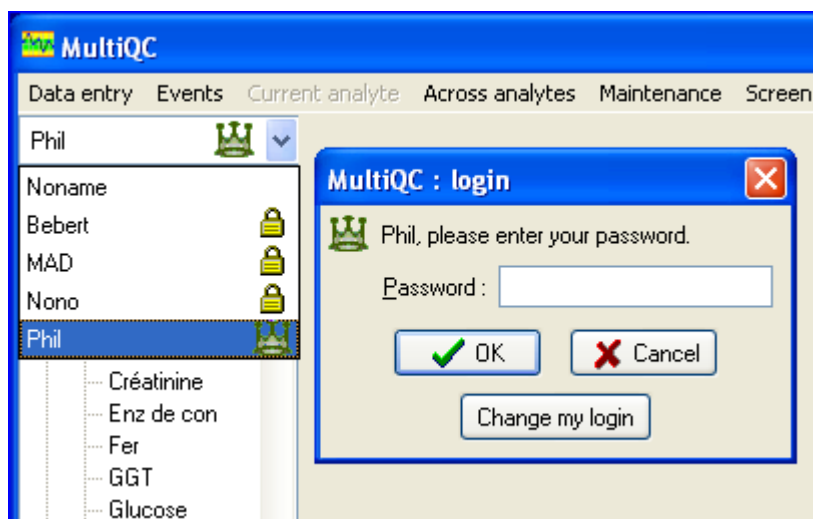 MultiQC
Data entry Events Current analyte Across analytes Maintenance Screen
Phil
Noname
Bebert
MAD
Nono
Phil
Créatinine
Enz de con
Fer
GGT
Glucose
MultiQC : login
Phil, please enter your password.
Password :
OK Cancel
Change my login